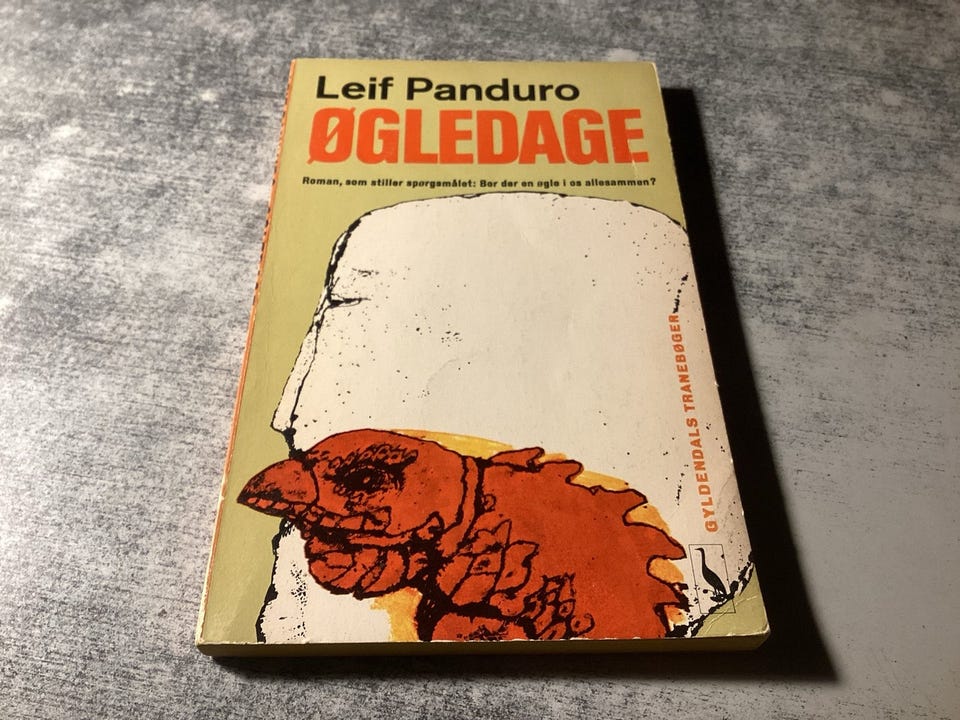 Leif Panduro
ØGLEDAGE
Roman, som stiller spørgsmålet: Bor der en øgle i os allesammen?
GYLDENDALS TRANEBØGER